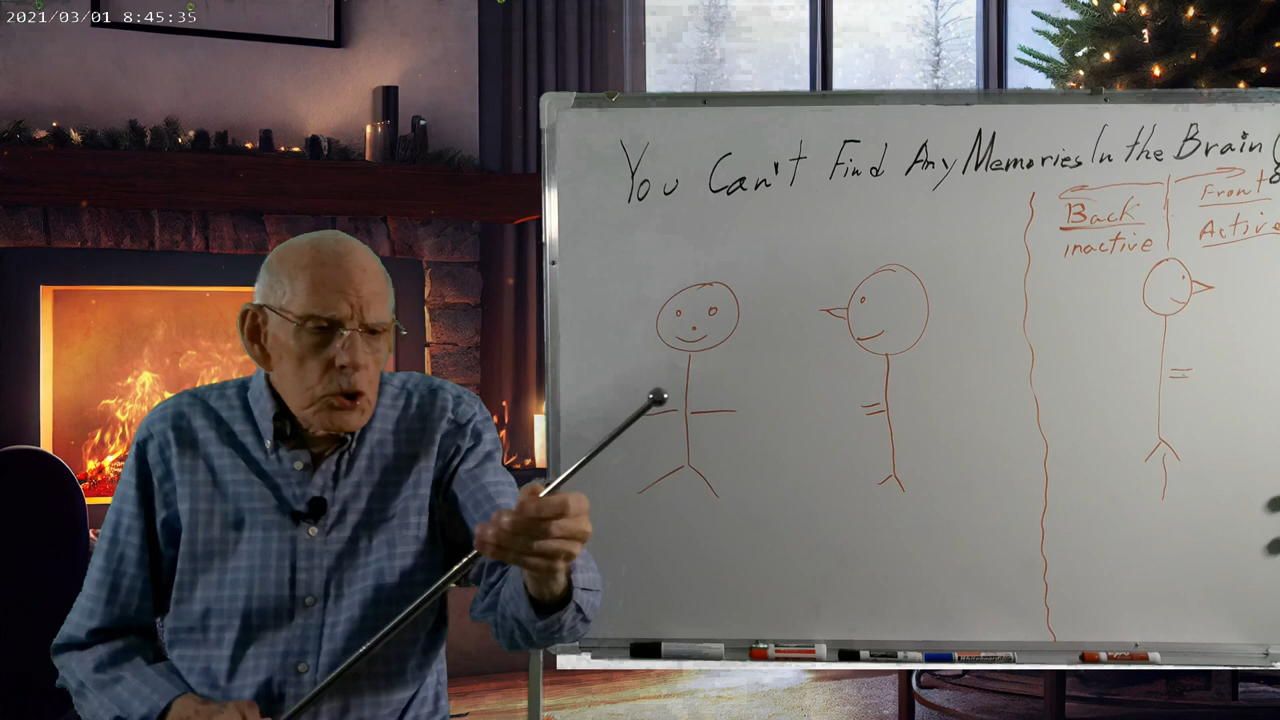 2021/03/01 8:45:35
You Can't Find Any Memories In the Brain (
Back
inactive
Front &
Active